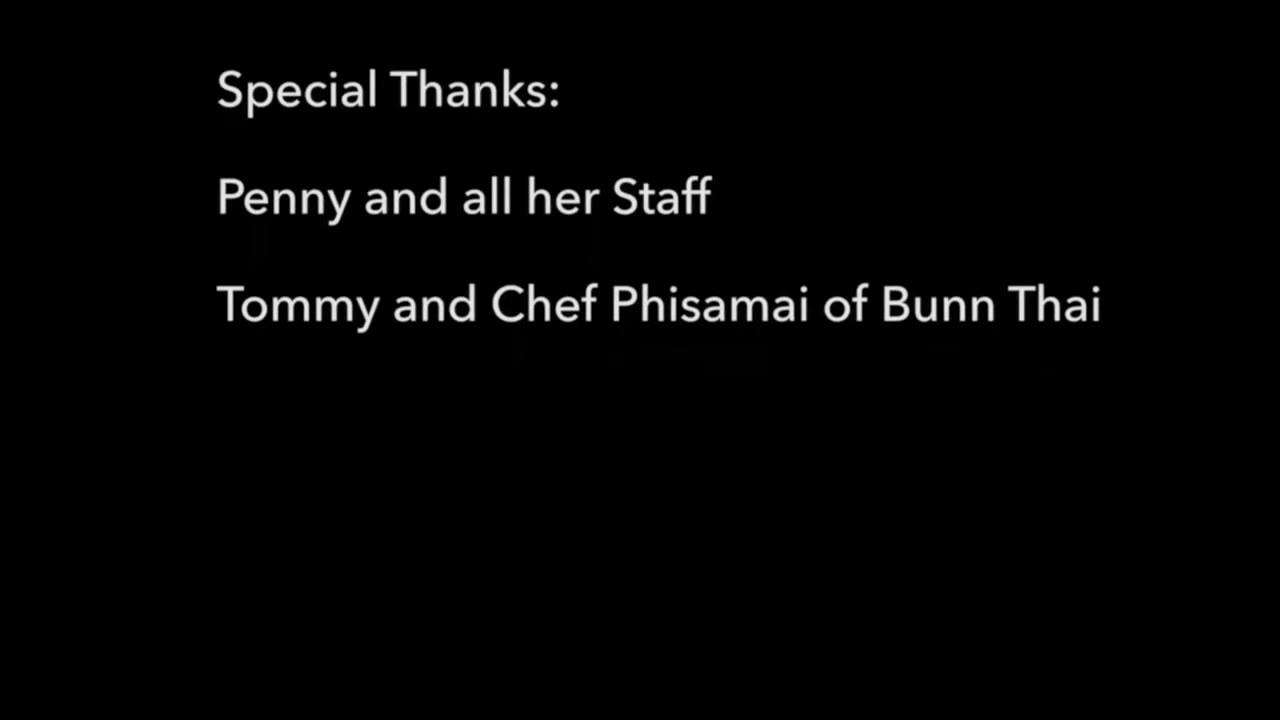 Special Thanks:
Penny and all her Staff
Tommy and Chef Phisamai of Bunn Thai